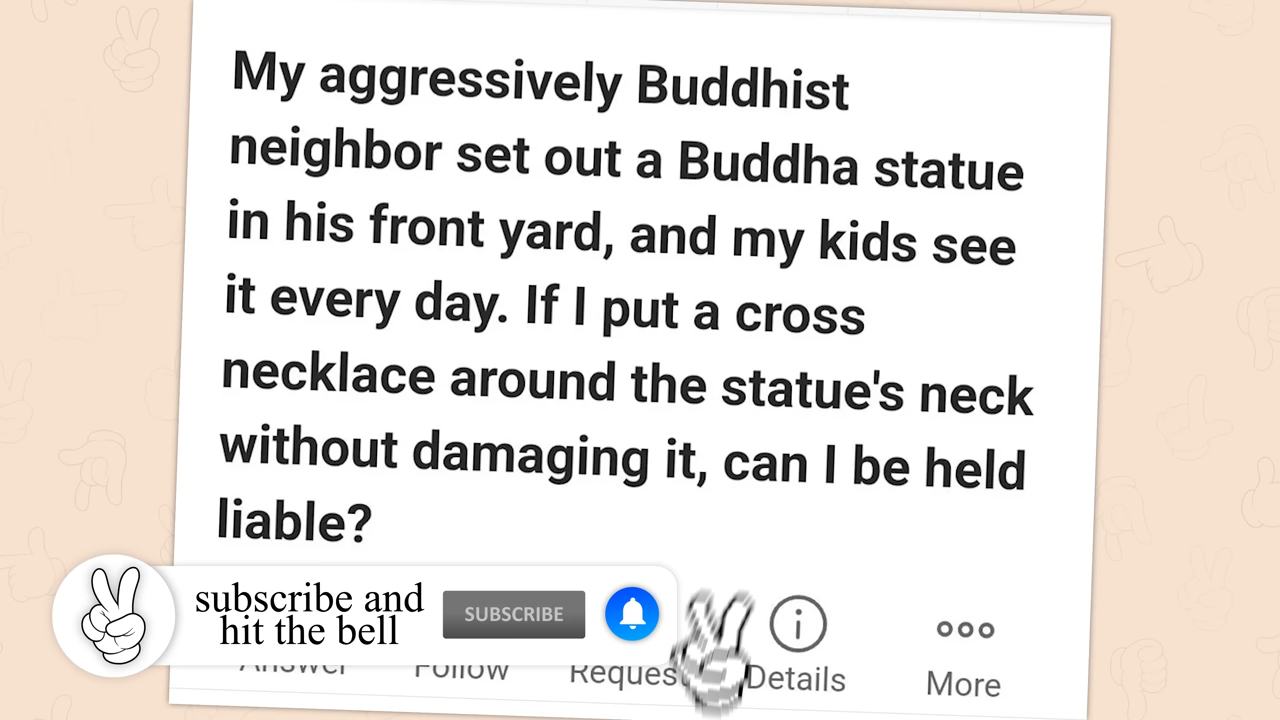 My aggressively Buddhist
neighbor set out a Buddha statue
in his front yard, and my kids see
it every day. If I put a cross
necklace around the statue's neck
without damaging it, can I be held
liable?
subscribe and
hit the bell
SUBSCRIBE
Answer Follow Request Details More